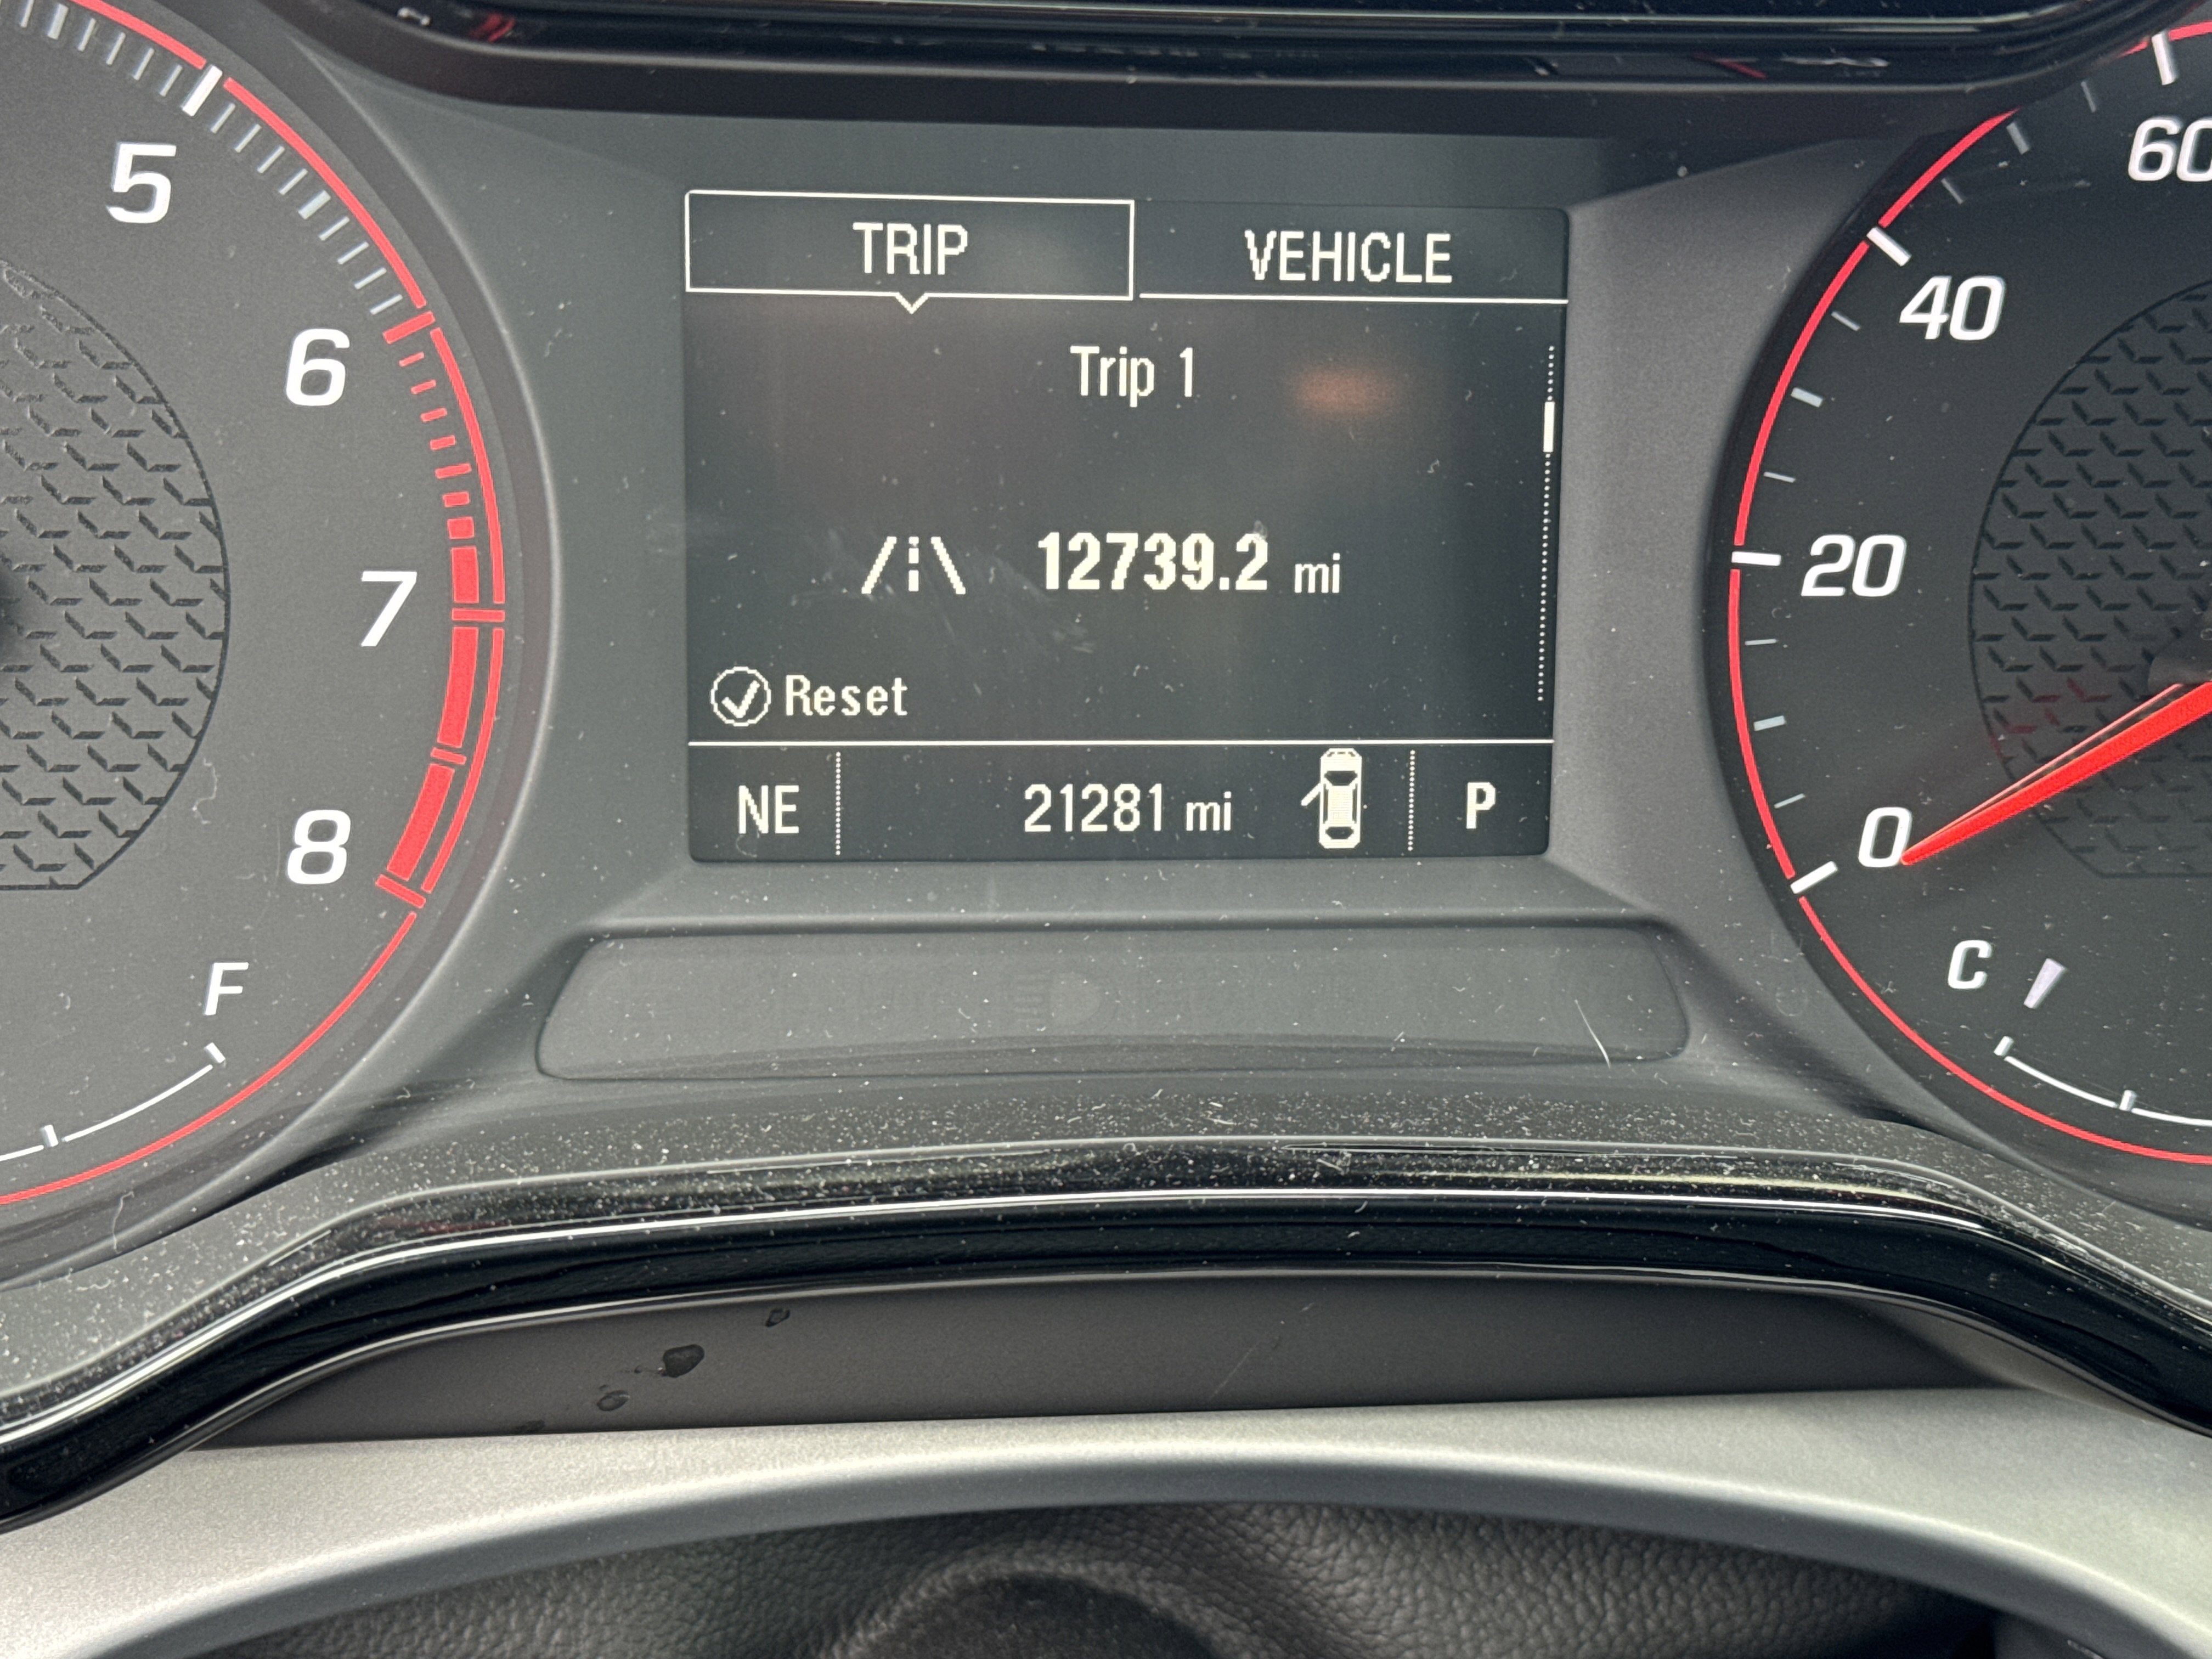 TRIP VEHICLE
Trip 1
12739.2 mi
Reset
NE 21281 mi P
5
6
7
8
F
60
40
20
0
C